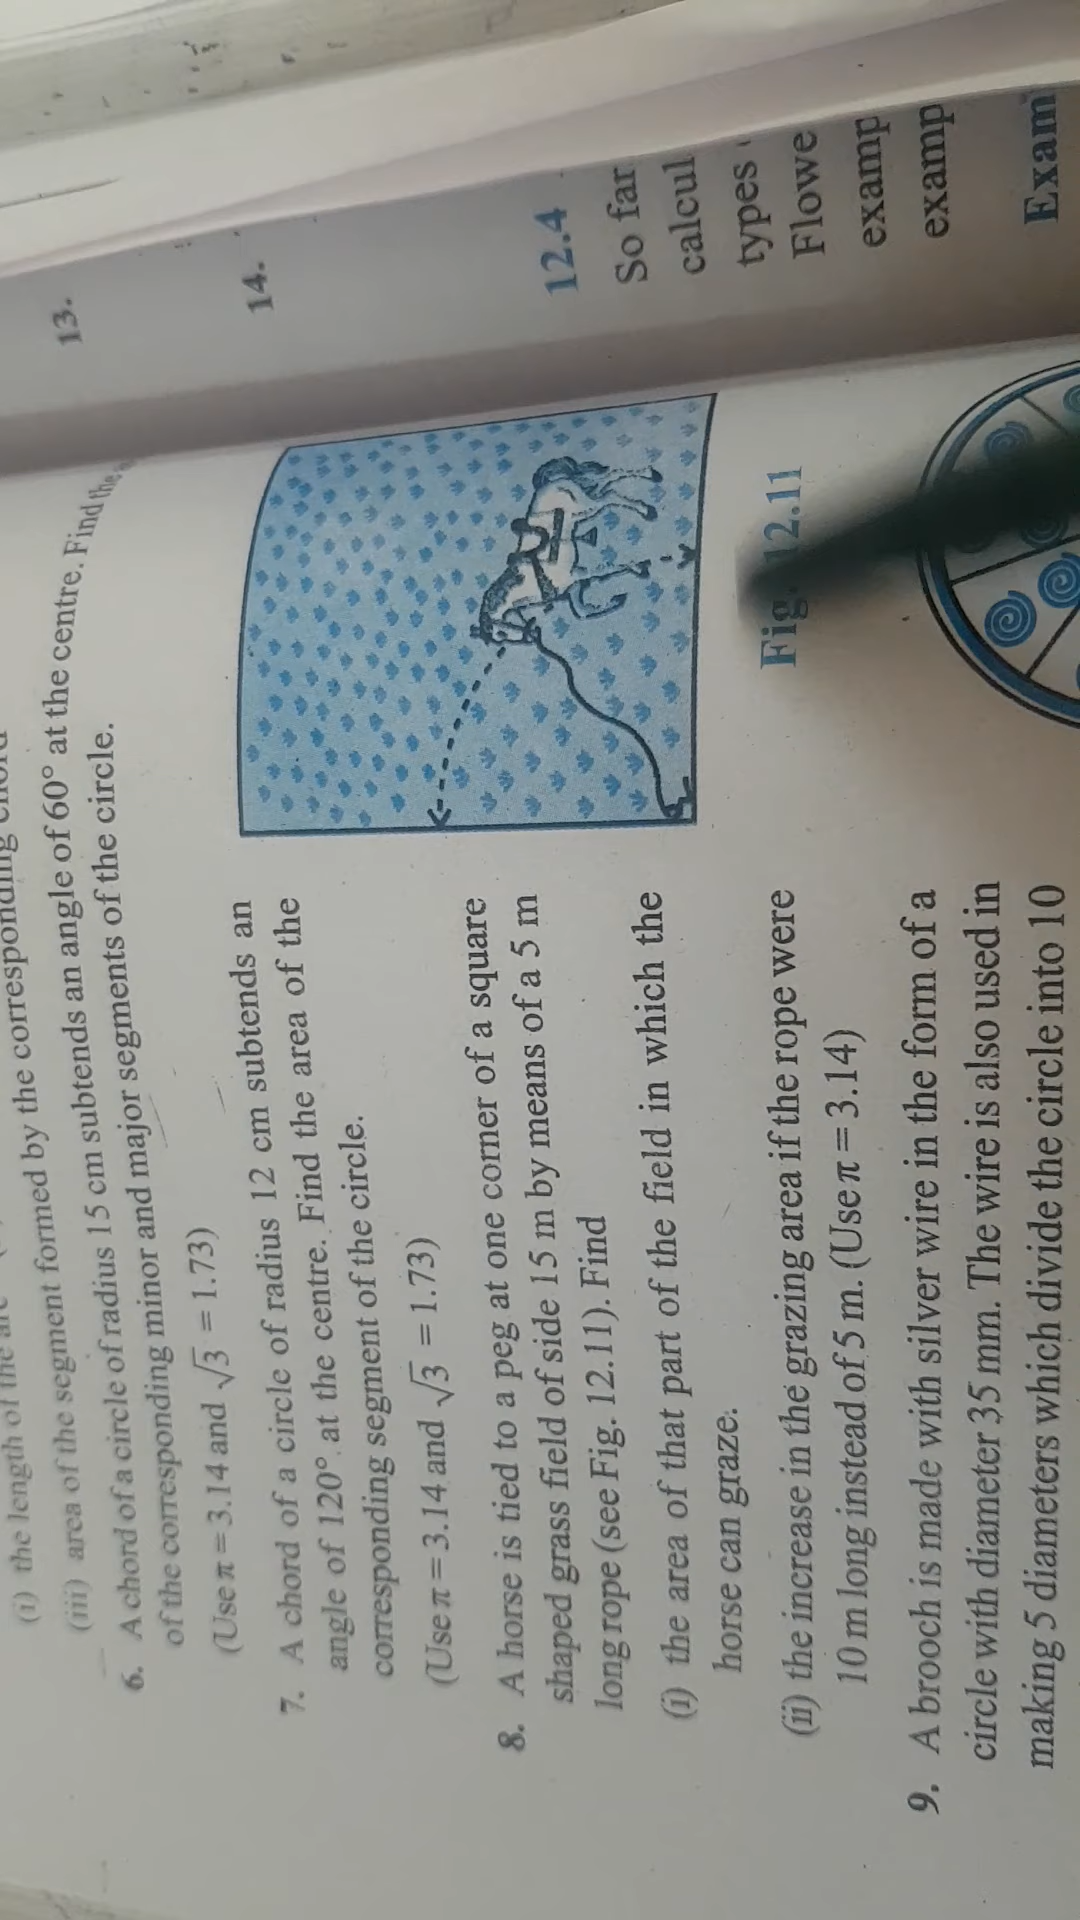 (i) the length of the
(iii) area of the segment formed by the corresponding
6. A chord of a circle of radius 15 cm subtends an angle of 60° at the centre. Find the
of the corresponding minor and major segments of the circle.
(Use π = 3.14 and √3 = 1.73)
7. A chord of a circle of radius 12 cm subtends an
angle of 120° at the centre. Find the area of the
corresponding segment of the circle.
(Use π = 3.14 and √3 = 1.73)
8. A horse is tied to a peg at one corner of a square
shaped grass field of side 15 m by means of a 5 m
long rope (see Fig. 12.11). Find
(i) the area of that part of the field in which the
horse can graze.
(ii) the increase in the grazing area if the rope were
10 m long instead of 5 m. (Use π = 3.14)
Fig. 12.11
9. A brooch is made with silver wire in the form of a
circle with diameter 35 mm. The wire is also used in
making 5 diameters which divide the circle into 10
13.
14.
12.4
So far
calcul
types
Flowe
examp
examp
Exam